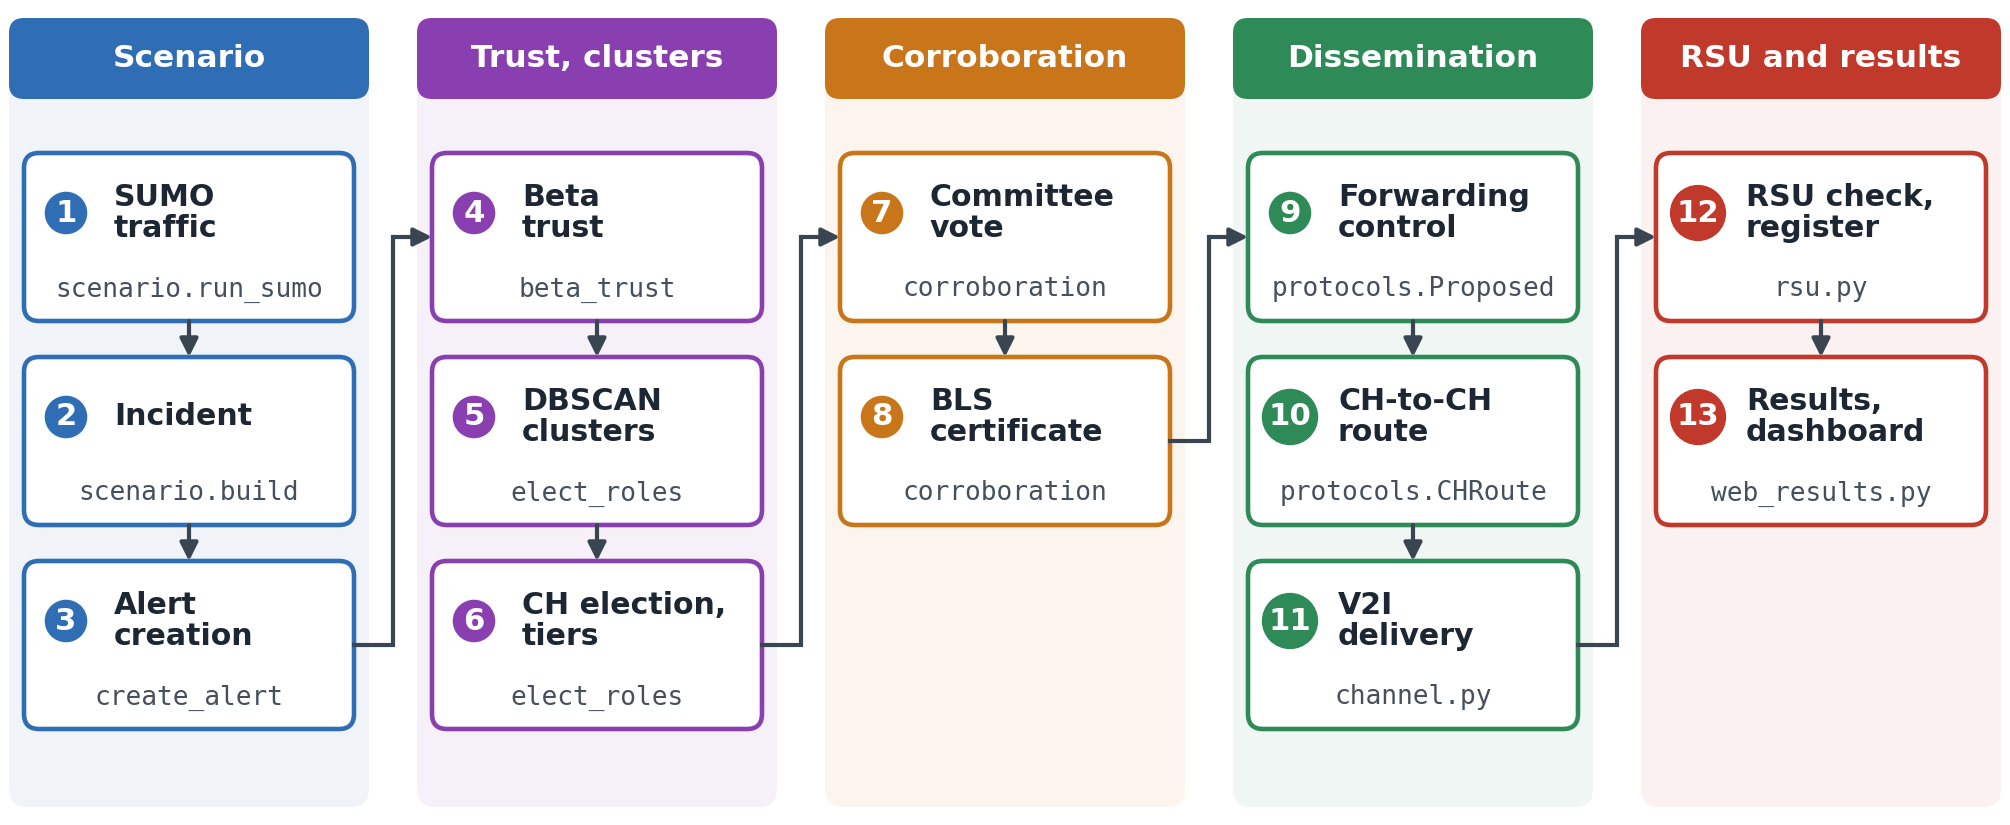 Scenario
1
SUMO
traffic
scenario.run_sumo
2
Incident
scenario.build
3
Alert
creation
create_alert
Trust, clusters
4
Beta
trust
beta_trust
5
DBSCAN
clusters
elect_roles
6
CH election,
tiers
elect_roles
Corroboration
7
Committee
vote
corroboration
8
BLS
certificate
corroboration
Dissemination
9
Forwarding
control
protocols.Proposed
10
CH-to-CH
route
protocols.CHRoute
11
V2I
delivery
channel.py
RSU and results
12
RSU check,
register
rsu.py
13
Results,
dashboard
web_results.py